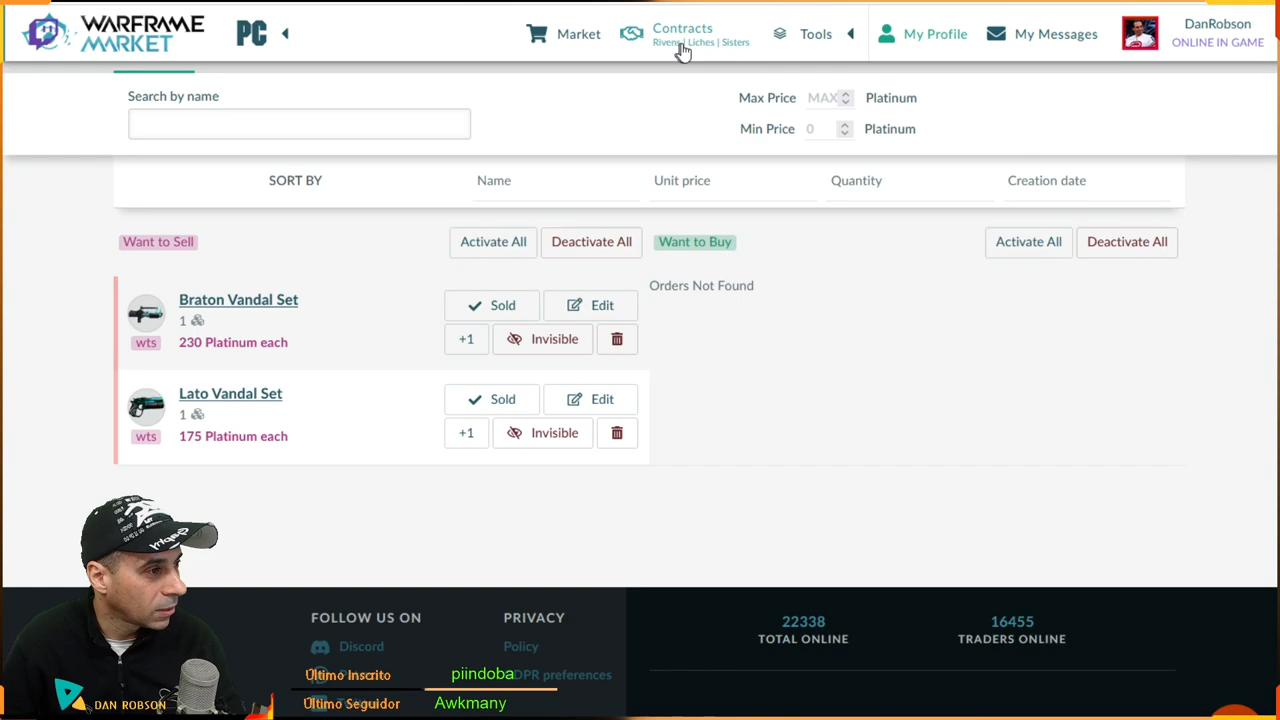 WARFRAME
MARKET
PC
Market
Contracts
Rivens | Liches | Sisters
Tools
My Profile
My Messages
DanRobson
ONLINE IN GAME
Search by name
Max Price MAX Platinum
Min Price 0 Platinum
SORT BY Name Unit price Quantity Creation date
Want to Sell Activate All Deactivate All Want to Buy Activate All Deactivate All
Orders Not Found
Braton Vandal Set
1
wts 230 Platinum each
Sold Edit
+1 Invisible
Lato Vandal Set
1
wts 175 Platinum each
Sold Edit
+1 Invisible
FOLLOW US ON
Discord
PRIVACY
Policy
DPR preferences
22338
TOTAL ONLINE
16455
TRADERS ONLINE
Último Inscrito piindoba
Último Seguidor Awkmany
DAN ROBSON